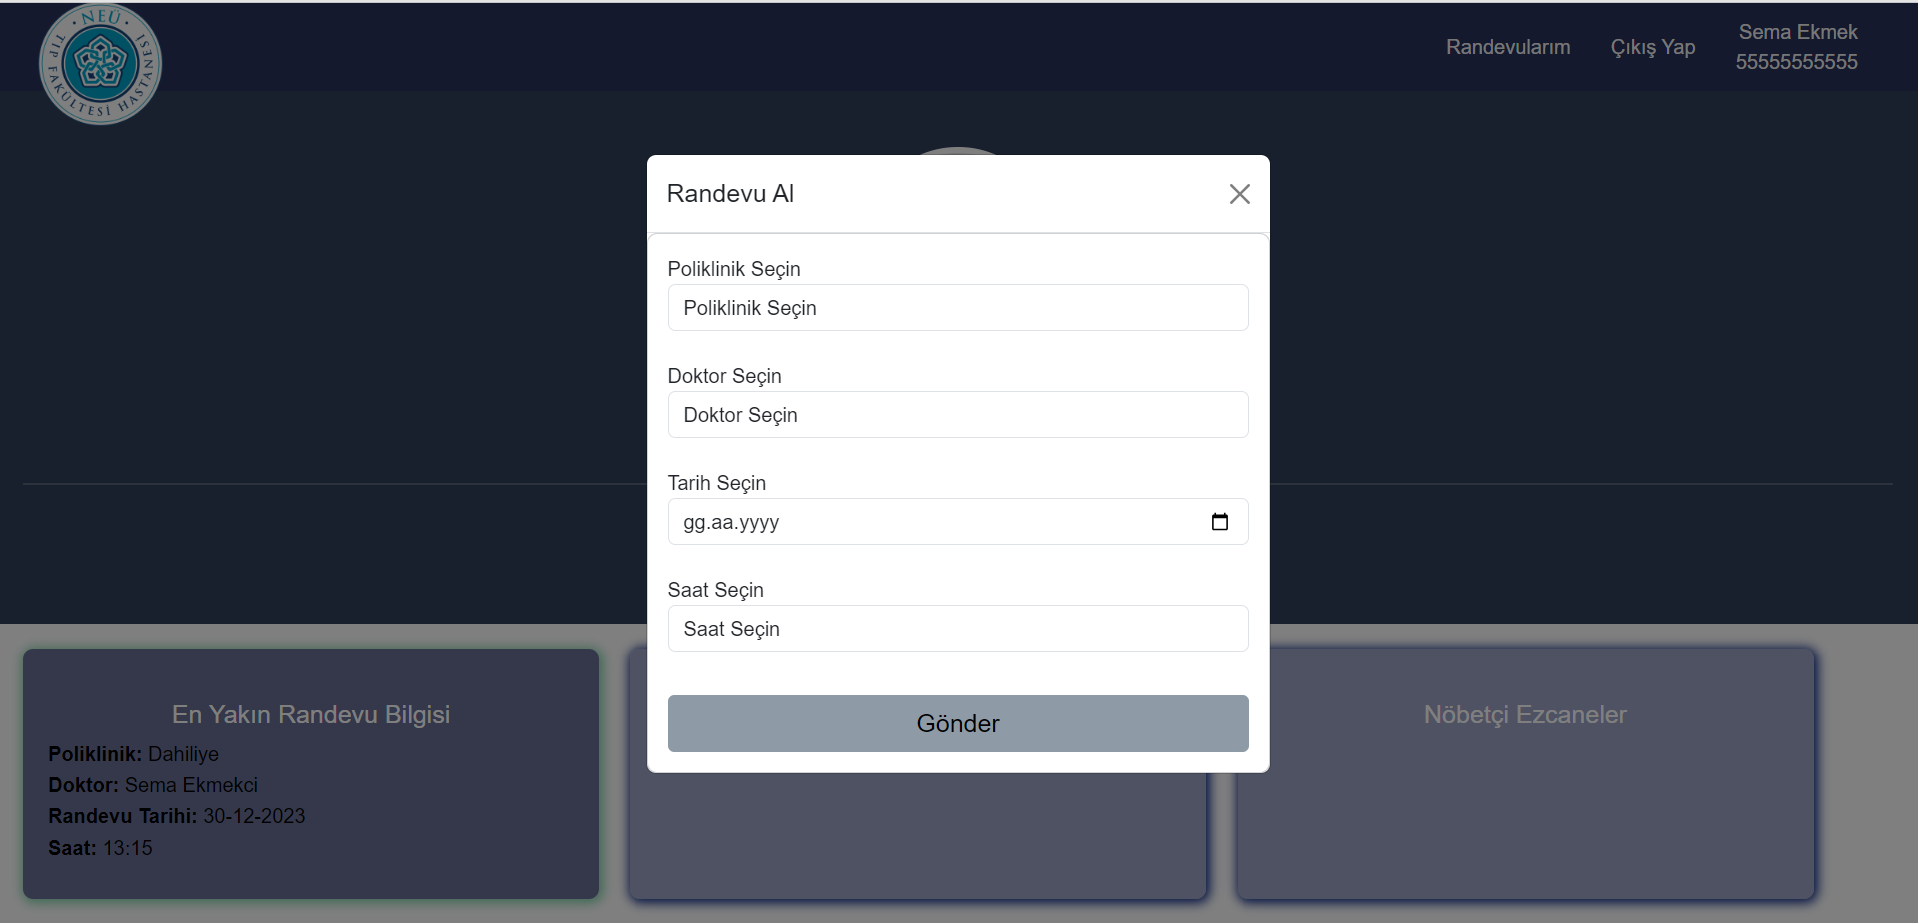 NEÜ
TIP FAKÜLTESİ HASTANESİ
Randevularım
Çıkış Yap
Sema Ekmek
55555555555
Randevu Al
Poliklinik Seçin
Poliklinik Seçin
Doktor Seçin
Doktor Seçin
Tarih Seçin
gg.aa.yyyy
Saat Seçin
Saat Seçin
Gönder
En Yakın Randevu Bilgisi
Poliklinik: Dahiliye
Doktor: Sema Ekmekci
Randevu Tarihi: 30-12-2023
Saat: 13:15
Nöbetçi Ezcaneler